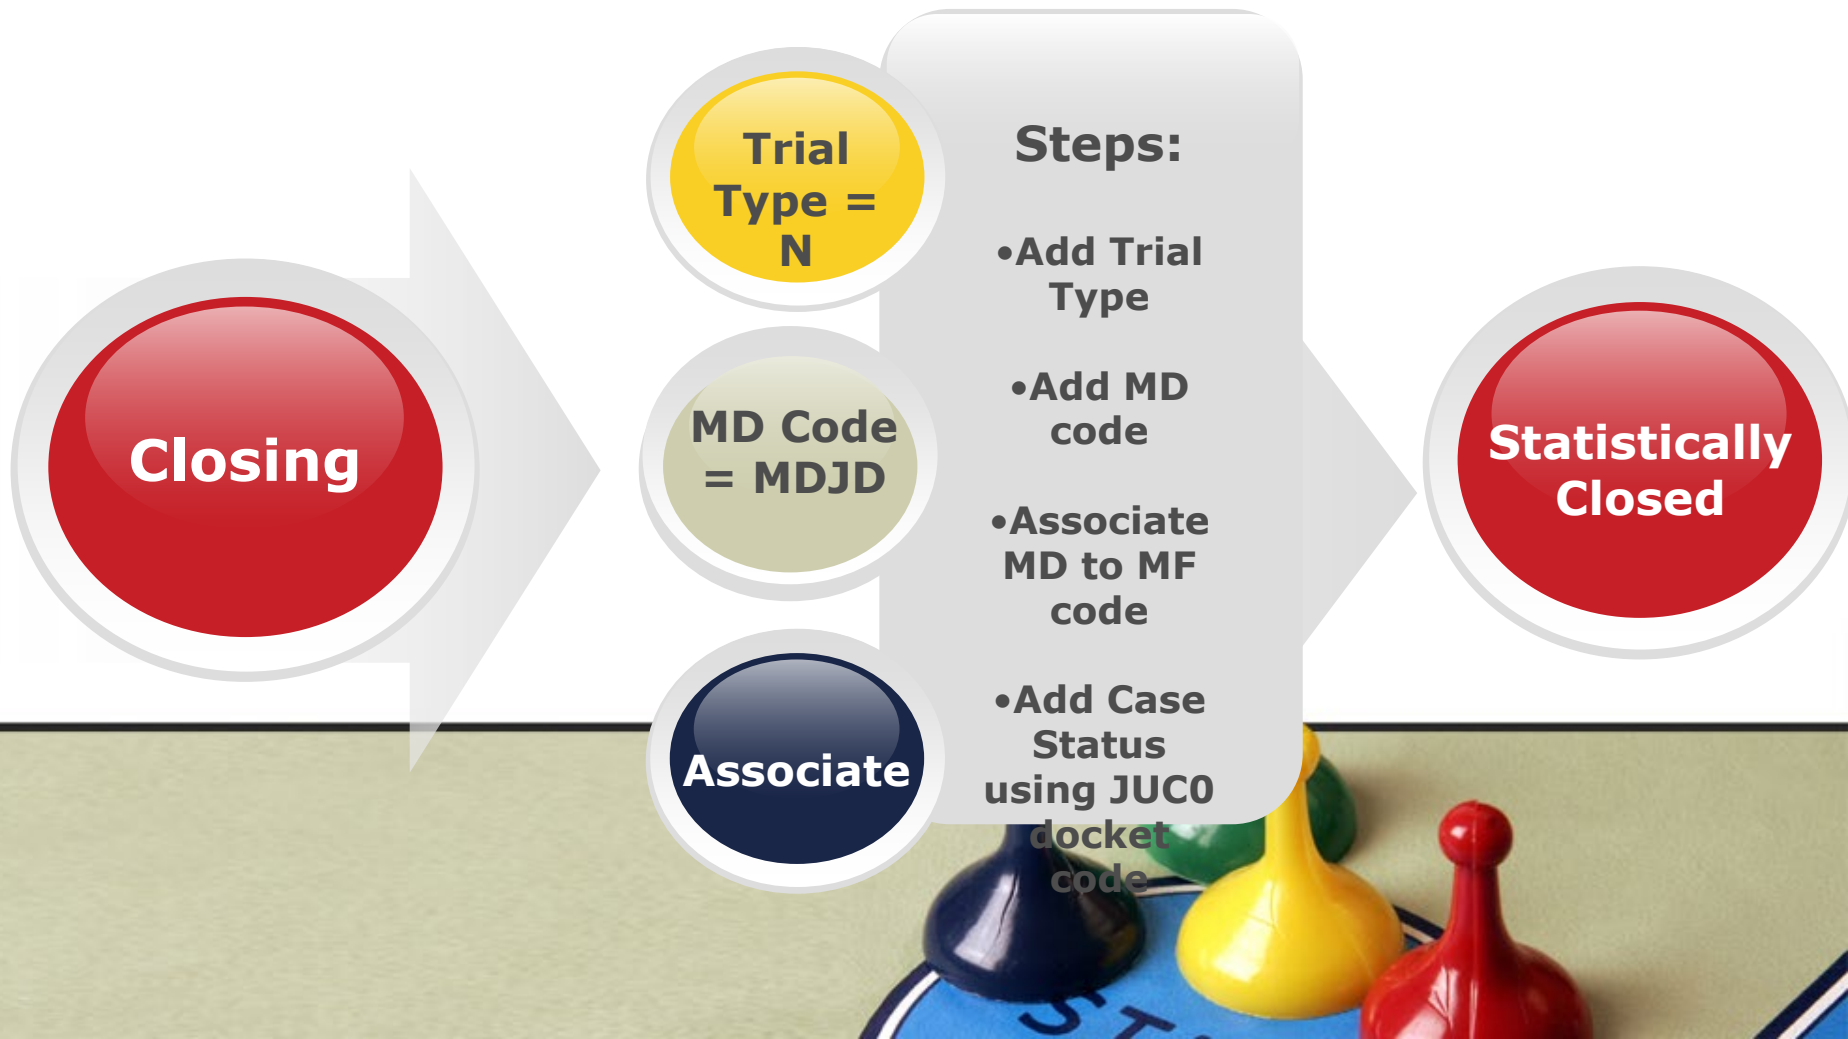 Closing
Trial
Type =
N
MD Code
= MDJD
Associate
Steps:
•Add Trial
Type
•Add MD
code
•Associate
MD to MF
code
•Add Case
Status
using JUC0
docket
code
Statistically
Closed
ST